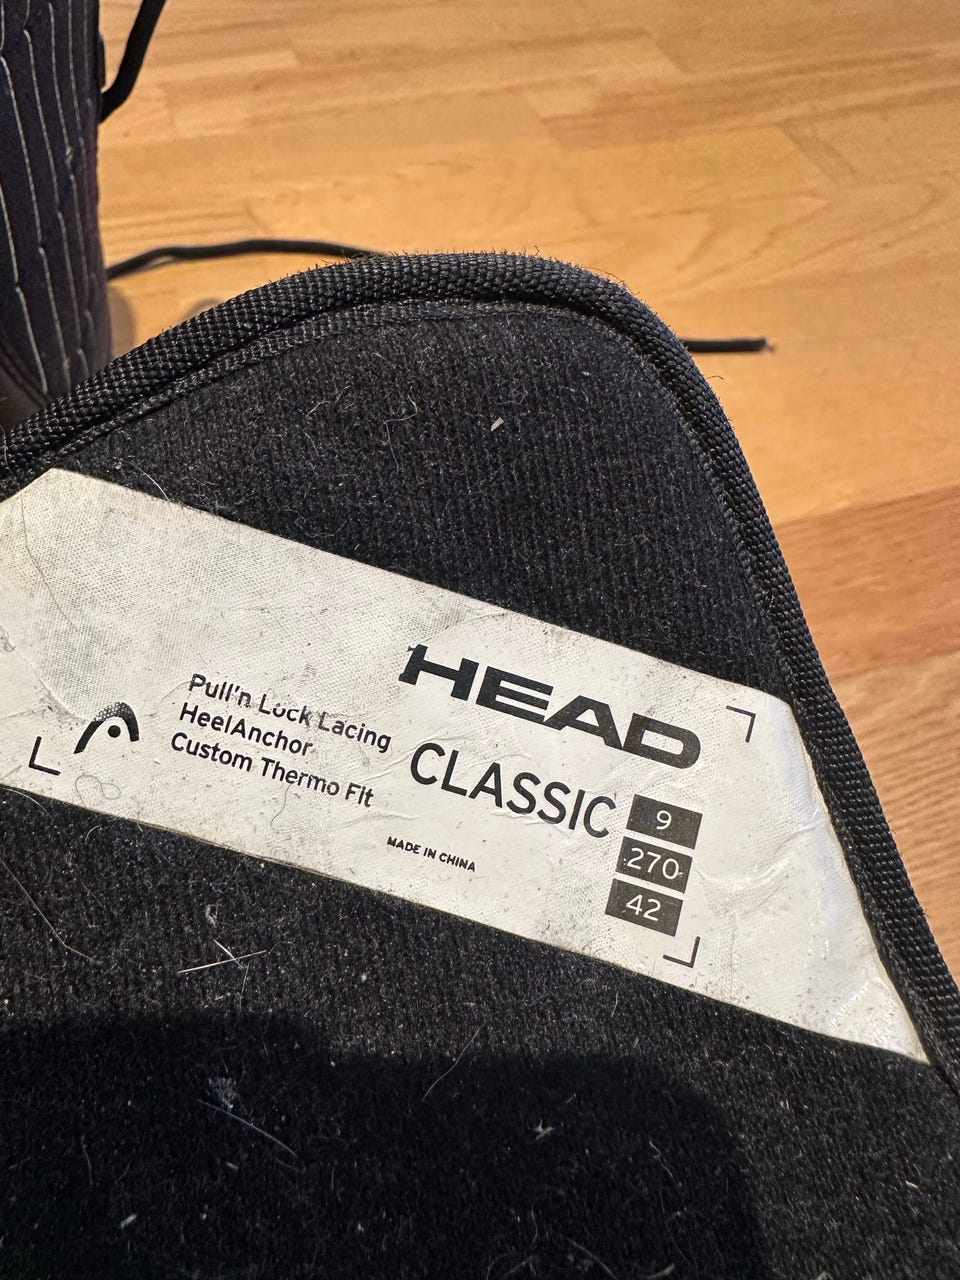 HEAD
CLASSIC
Pull'n Lock Lacing
HeelAnchor
Custom Thermo Fit
MADE IN CHINA
9
270
42